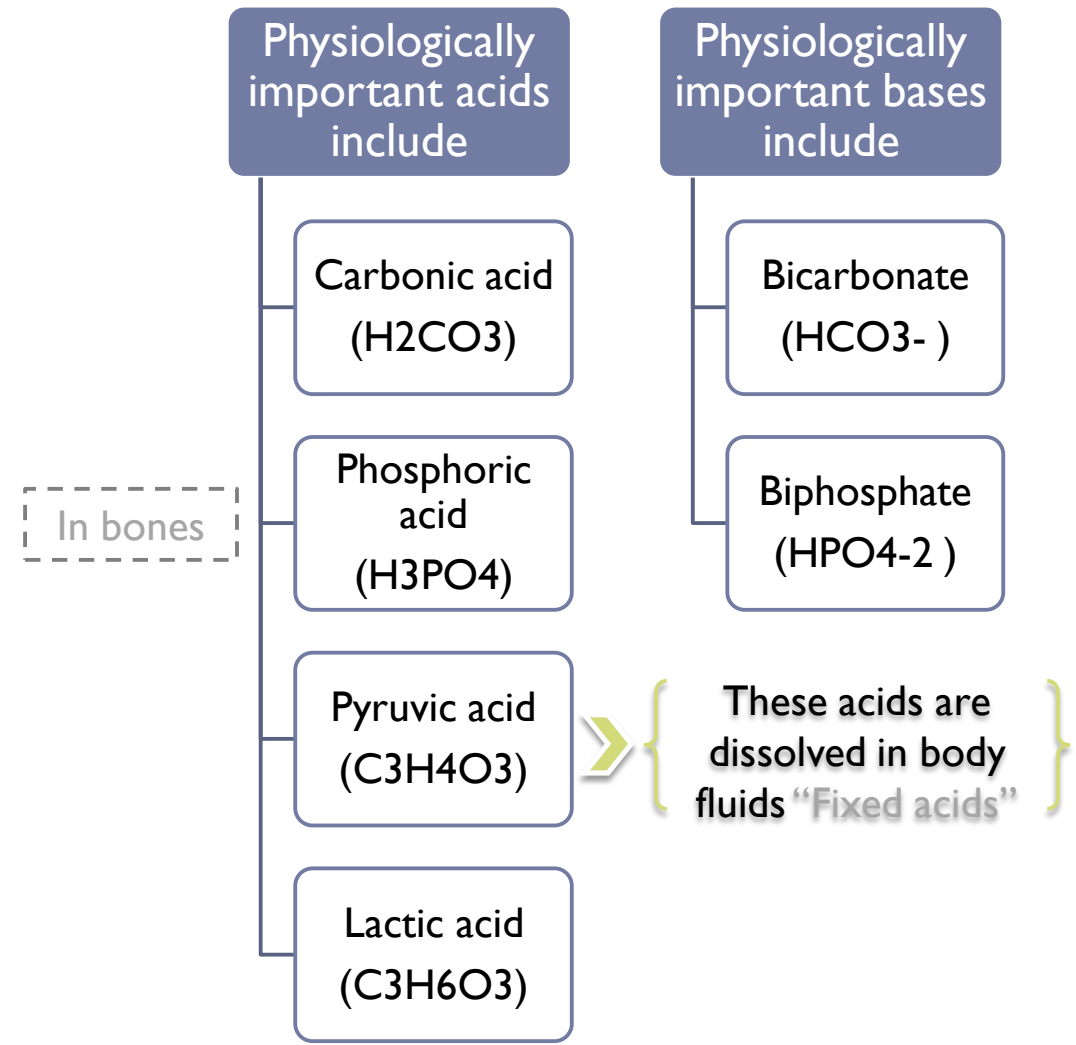 Physiologically
important acids
include
Carbonic acid
(H2CO3)
In bones
Phosphoric
acid
(H3PO4)
Pyruvic acid
(C3H4O3)
These acids are
dissolved in body
fluids “Fixed acids”
Lactic acid
(C3H6O3)
Physiologically
important bases
include
Bicarbonate
(HCO3- )
Biphosphate
(HPO4-2 )